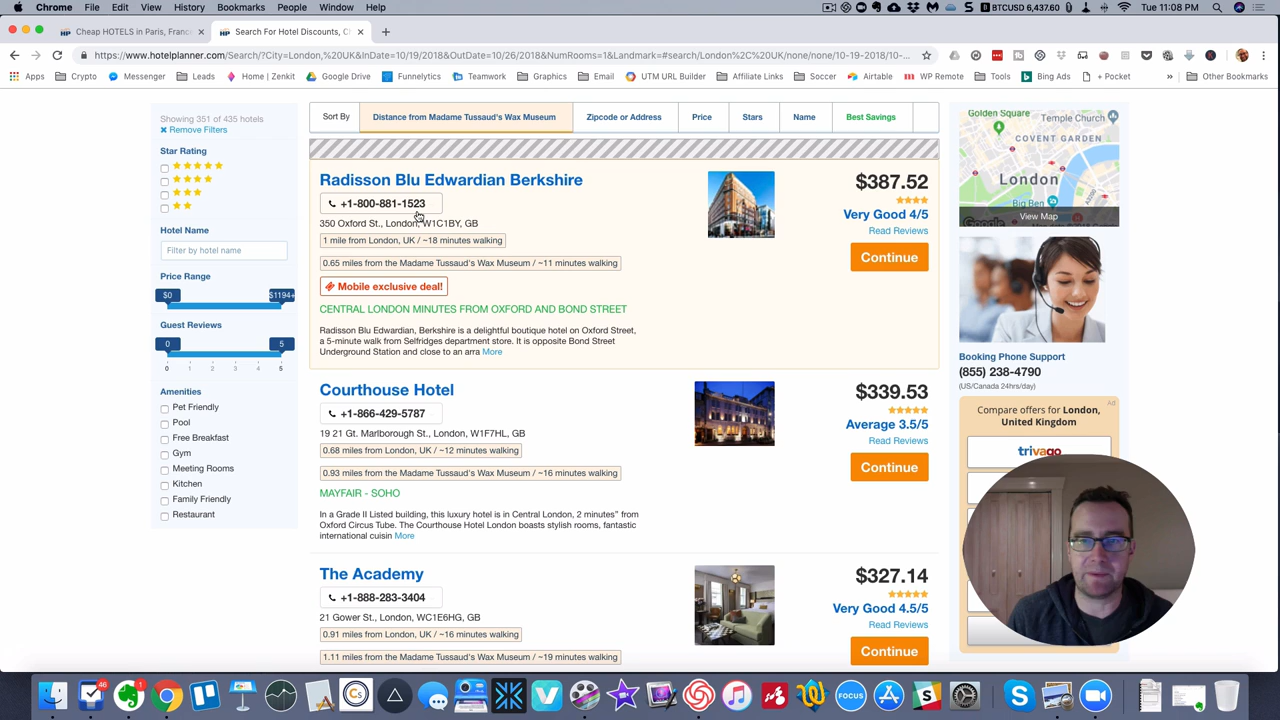 Chrome File Edit View History Bookmarks People Window Help
BTCUSD 6,437.60
Tue 11:08 PM
Cheap HOTELS in Paris, Franc
Search For Hotel Discounts, C
https://www.hotelplanner.com/Search/?City=London,%20UK&InDate=10/19/2018&OutDate=10/26/2018&NumRooms=1&Landmark=#search/London%2C%20UK/none/none/10-19-2018/10-...
Apps Crypto Messenger Leads Home | Zenkit Google Drive Funnelytics Teamwork Graphics Email UTM URL Builder Affiliate Links Soccer Airtable WP Remote Tools Bing Ads + Pocket » Other Bookmarks
Showing 351 of 435 hotels
✖ Remove Filters
Star Rating
Hotel Name
Filter by hotel name
Price Range
$0 $1194+
Guest Reviews
0 5
0 1 2 3 4 5
Amenities
Pet Friendly
Pool
Free Breakfast
Gym
Meeting Rooms
Kitchen
Family Friendly
Restaurant
Sort By Distance from Madame Tussaud's Wax Museum Zipcode or Address Price Stars Name Best Savings
Radisson Blu Edwardian Berkshire
+1-800-881-1523
350 Oxford St., London, W1C1BY, GB
1 mile from London, UK / ~18 minutes walking
0.65 miles from the Madame Tussaud's Wax Museum / ~11 minutes walking
Mobile exclusive deal!
CENTRAL LONDON MINUTES FROM OXFORD AND BOND STREET
Radisson Blu Edwardian, Berkshire is a delightful boutique hotel on Oxford Street,
a 5-minute walk from Selfridges department store. It is opposite Bond Street
Underground Station and close to an arra More
$387.52
Very Good 4/5
Read Reviews
Continue
Courthouse Hotel
+1-866-429-5787
19 21 Gt. Marlborough St., London, W1F7HL, GB
0.68 miles from London, UK / ~12 minutes walking
0.93 miles from the Madame Tussaud's Wax Museum / ~16 minutes walking
MAYFAIR - SOHO
In a Grade II Listed building, this luxury hotel is in Central London, 2 minutes” from
Oxford Circus Tube. The Courthouse Hotel London boasts stylish rooms, fantastic
international cuisin More
$339.53
Average 3.5/5
Read Reviews
Continue
The Academy
+1-888-283-3404
21 Gower St., London, WC1E6HG, GB
0.91 miles from London, UK / ~16 minutes walking
1.11 miles from the Madame Tussaud's Wax Museum / ~19 minutes walking
$327.14
Very Good 4.5/5
Read Reviews
Continue
Golden Square
Temple Church
COVENT GARDEN
London
Big Ben
View Map
Booking Phone Support
(855) 238-4790
(US/Canada 24hrs/day)
Ad
Compare offers for London,
United Kingdom
trivago
46
1
FOCUS